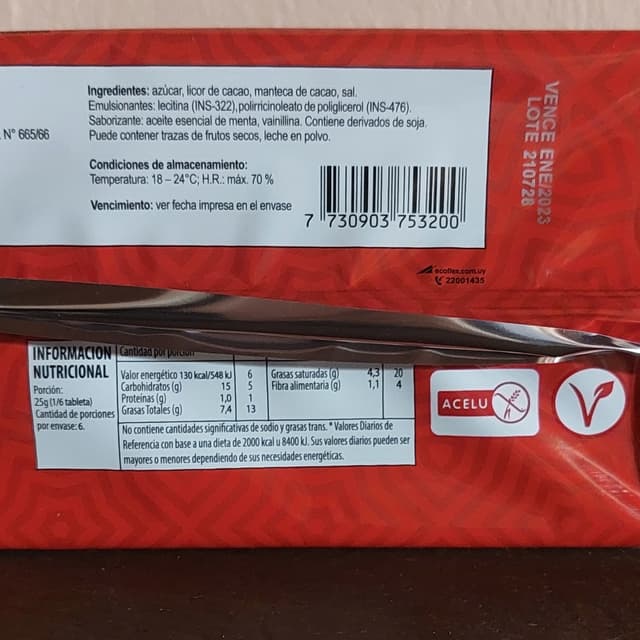 Ingredientes: azúcar, licor de cacao, manteca de cacao, sal.
Emulsionantes: lecitina (INS-322), polirricinoleato de poliglicerol (INS-476).
Saborizante: aceite esencial de menta, vainillina. Contiene derivados de soja.
Puede contener trazas de frutos secos, leche en polvo.
N° 665/66
Condiciones de almacenamiento:
Temperatura: 18 – 24°C; H.R.: máx. 70 %
Vencimiento: ver fecha impresa en el envase
7 730903 753200
VENCE ENE/2023
LOTE 210728
ecoflex.com.uy
22001435
INFORMACION
NUTRICIONAL
Porción:
25g (1/6 tableta)
Cantidad de porciones
por envase: 6.
Cantidad por porción
Valor energético 130 kcal/548 kJ 6
Carbohidratos (g) 15 5
Proteínas (g) 1,0 1
Grasas Totales (g) 7,4 13
Grasas saturadas (g) 4,3 20
Fibra alimentaria (g) 1,1 4
No contiene cantidades significativas de sodio y grasas trans. * Valores Diarios de
Referencia con base a una dieta de 2000 kcal u 8400 kJ. Sus valores diarios pueden ser
mayores o menores dependiendo de sus necesidades energéticas.
ACELU